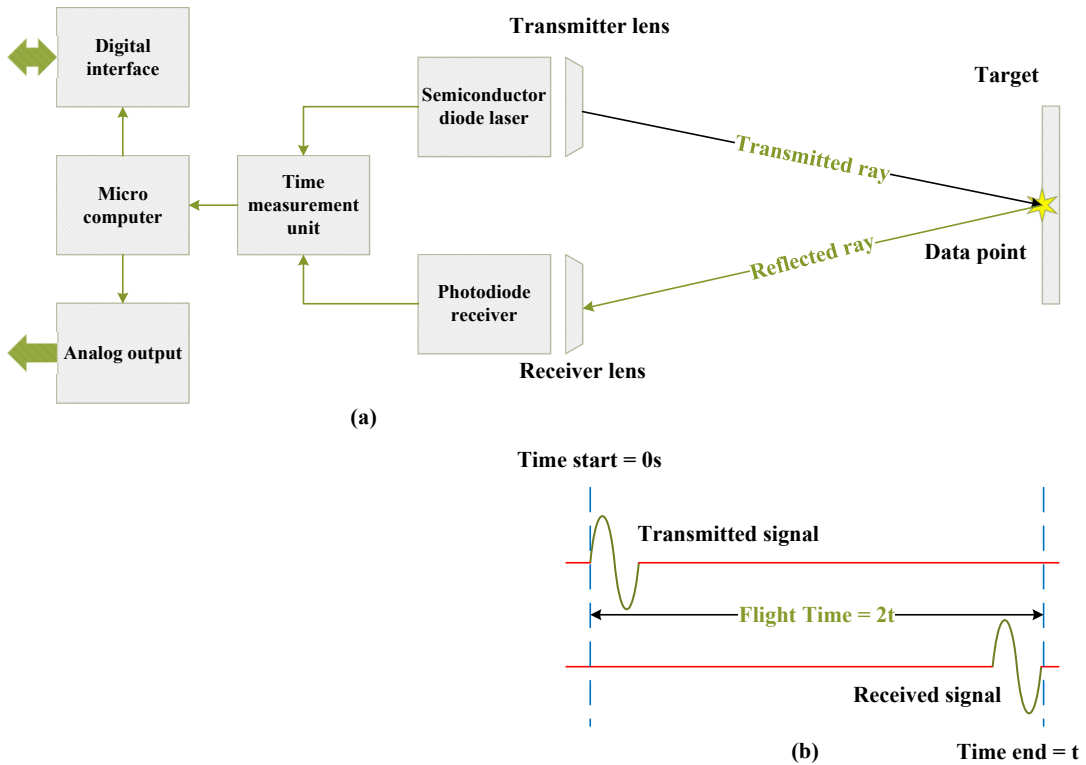 Digital
interface
Transmitter lens
Semiconductor
diode laser
Target
Transmitted ray
Micro
computer
Time
measurement
unit
Data point
Reflected ray
Photodiode
receiver
Analog output
Receiver lens
(a)
Time start = 0s
Transmitted signal
Flight Time = 2t
Received signal
(b)
Time end = t